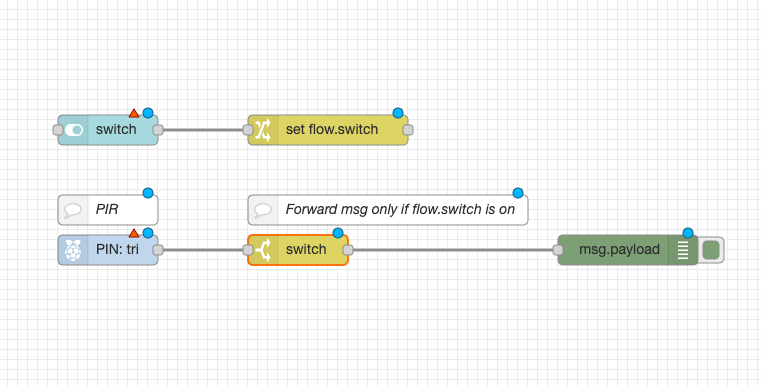 switch
set flow.switch
PIR
Forward msg only if flow.switch is on
PIN: tri
switch
msg.payload